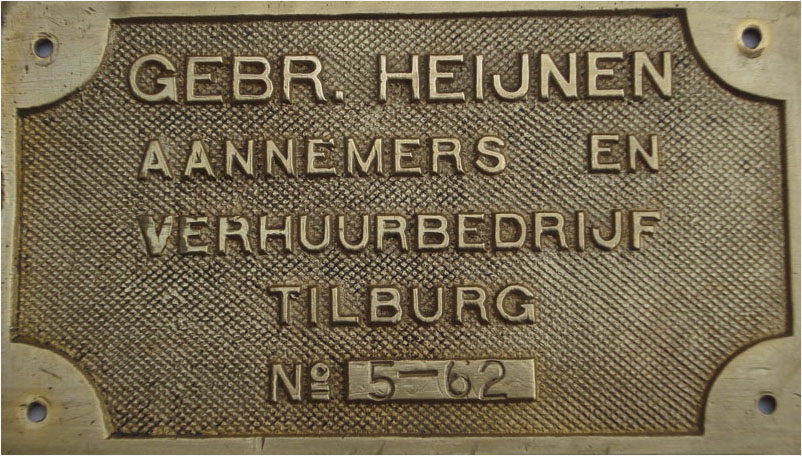 GEBR. HEIJNEN
AANNEMERS EN
VERHUURBEDRIJF
TILBURG
No 5-62